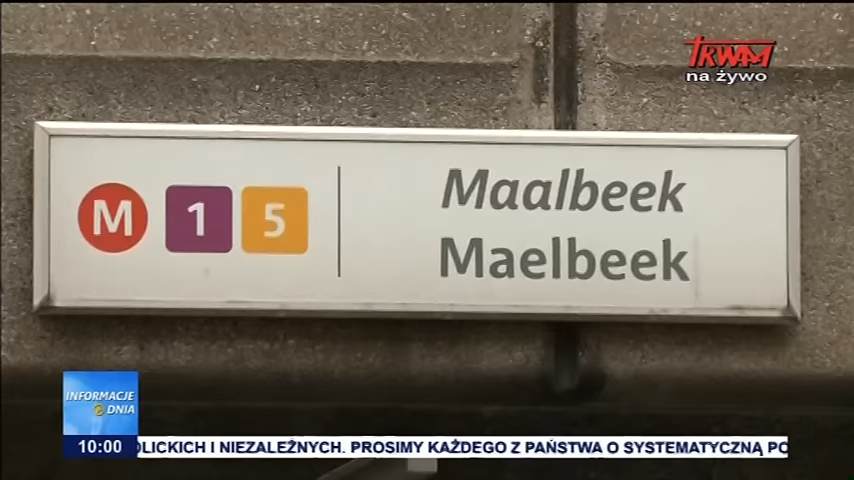 TRWAM
na żywo
M 1 5
Maalbeek
Maelbeek
INFORMACJE
DNIA
10:00
OLICKICH I NIEZALEŻNYCH. PROSIMY KAŻDEGO Z PAŃSTWA O SYSTEMATYCZNĄ PO